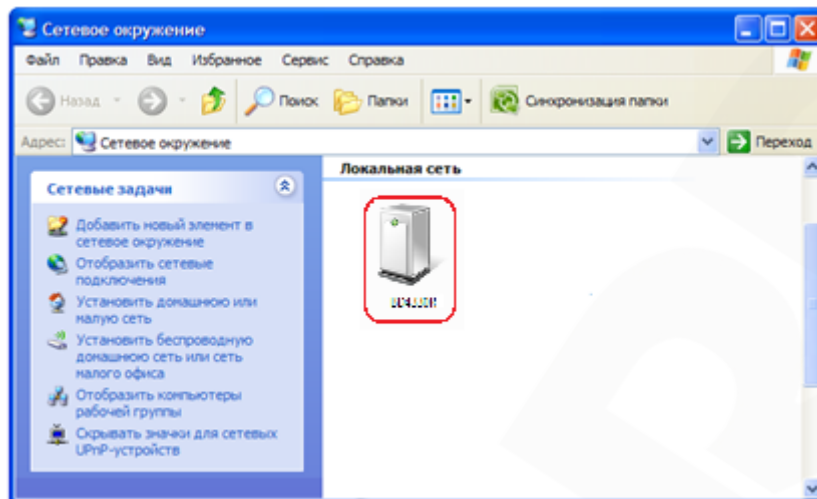 Сетевое окружение
Файл Правка Вид Избранное Сервис Справка
Назад Поиск Папки Синхронизация папки
Адрес: Сетевое окружение Переход
Сетевые задачи
Добавить новый элемент в
сетевое окружение
Отобразить сетевые
подключения
Установить домашнюю или
малую сеть
Установить беспроводную
домашнюю сеть или сеть
малого офиса
Отобразить компьютеры
рабочей группы
Скрывать значки для сетевых
UPnP-устройств
Локальная сеть